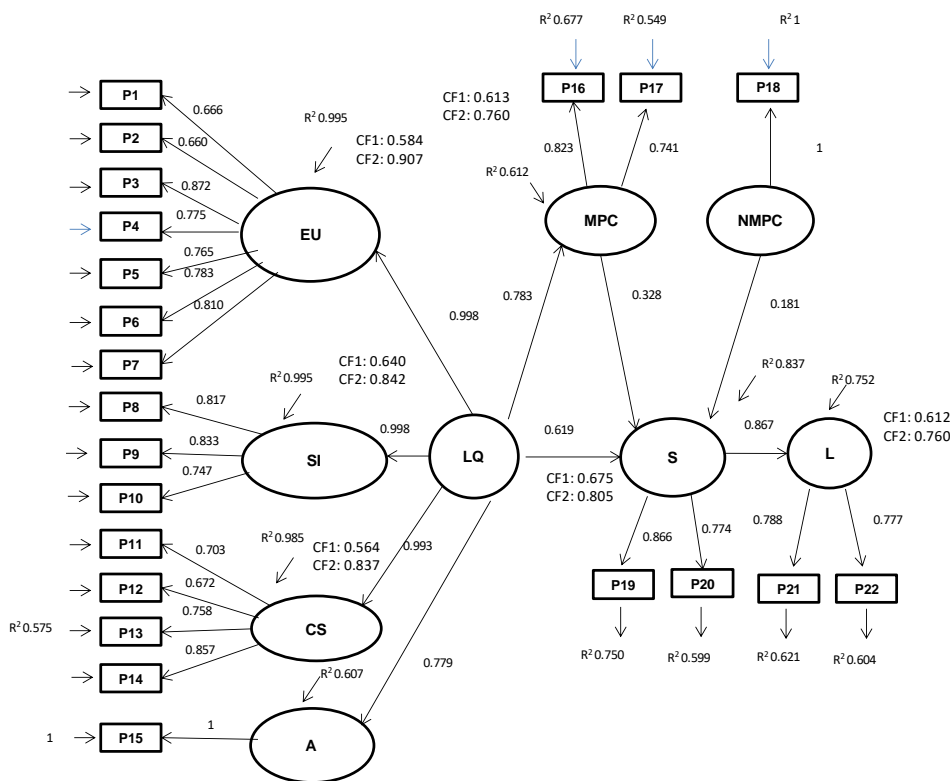 R² 0.677
R² 0.549
R² 1
P1
P16
P17
P18
CF1: 0.613
CF2: 0.760
0.666
R² 0.995
CF1: 0.584
CF2: 0.907
P2
0.660
0.823
0.741
1
P3
0.872
R² 0.612
P4
0.775
EU
MPC
NMPC
P5
0.765
0.783
0.810
0.783
0.328
0.181
0.998
P6
P7
CF1: 0.640
CF2: 0.842
R² 0.995
R² 0.837
R² 0.752
P8
0.817
0.998
0.619
0.867
CF1: 0.612
CF2: 0.760
P9
0.833
SI
LQ
S
L
P10
0.747
CF1: 0.675
CF2: 0.805
P11
0.703
R² 0.985
CF1: 0.564
CF2: 0.837
0.993
0.866
0.774
0.788
0.777
P12
0.672
P19
P20
P21
P22
R² 0.575
P13
0.758
CS
P14
0.857
R² 0.750
R² 0.599
R² 0.621
R² 0.604
R² 0.607
0.779
1
P15
1
A